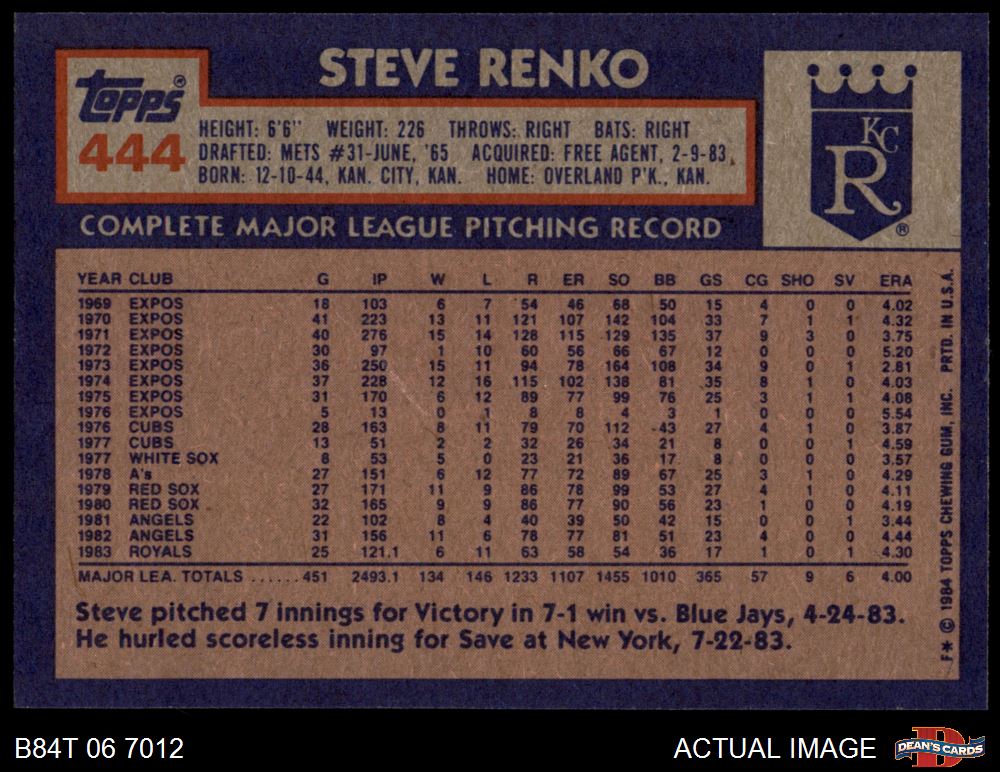 STEVE RENKO
Topps®
444
HEIGHT: 6'6" WEIGHT: 226 THROWS: RIGHT BATS: RIGHT
DRAFTED: METS #31-JUNE, '65 ACQUIRED: FREE AGENT, 2-9-83.
BORN: 12-10-44, KAN. CITY, KAN. HOME: OVERLAND P'K., KAN.
KC
R
®
COMPLETE MAJOR LEAGUE PITCHING RECORD
YEAR CLUB G IP W L R ER SO BB GS CG SHO SV ERA
1969 EXPOS 18 103 6 7 54 46 68 50 15 4 0 0 4.02
1970 EXPOS 41 223 13 11 121 107 142 104 33 7 1 1 4.32
1971 EXPOS 40 276 15 14 128 115 129 135 37 9 3 0 3.75
1972 EXPOS 30 97 1 10 60 56 66 67 12 0 0 0 5.20
1973 EXPOS 36 250 15 11 94 78 164 108 34 9 0 1 2.81
1974 EXPOS 37 228 12 16 115 102 138 81 35 8 1 0 4.03
1975 EXPOS 31 170 6 12 89 77 99 76 25 3 1 1 4.08
1976 EXPOS 5 13 0 1 8 8 4 3 1 0 0 0 5.54
1976 CUBS 28 163 8 11 79 70 112 43 27 4 1 0 3.87
1977 CUBS 13 51 2 2 32 26 34 21 8 0 0 1 4.59
1977 WHITE SOX 8 53 5 0 23 21 36 17 8 0 0 0 3.57
1978 A's 27 151 6 12 77 72 89 67 25 3 1 0 4.29
1979 RED SOX 27 171 11 9 86 78 99 53 27 4 1 0 4.11
1980 RED SOX 32 165 9 9 86 77 90 56 23 1 0 0 4.19
1981 ANGELS 22 102 8 4 40 39 50 42 15 0 0 1 3.44
1982 ANGELS 31 156 11 6 78 77 81 51 23 4 0 0 4.44
1983 ROYALS 25 121.1 6 11 63 58 54 36 17 1 0 1 4.30
MAJOR LEA. TOTALS ...... 451 2493.1 134 146 1233 1107 1455 1010 365 57 9 6 4.00
Steve pitched 7 innings for Victory in 7-1 win vs. Blue Jays, 4-24-83.
He hurled scoreless inning for Save at New York, 7-22-83.
F* © 1984 TOPPS CHEWING GUM, INC. PRTD. IN U.S.A.
B84T 06 7012
ACTUAL IMAGE
D
DEAN'S CARDS